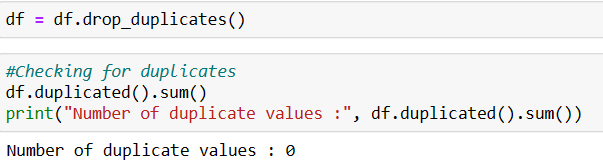 df = df.drop_duplicates()
#Checking for duplicates
df.duplicated().sum()
print("Number of duplicate values :", df.duplicated().sum())
Number of duplicate values : 0